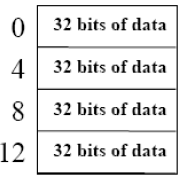 0 32 bits of data
4 32 bits of data
8 32 bits of data
12 32 bits of data